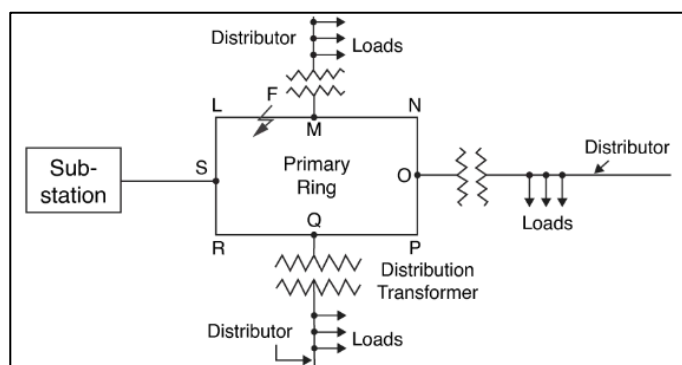 Distributor
Loads
L
F
M
N
Sub-
station
S
Primary
Ring
O
Distributor
Loads
R
Q
P
Distribution
Transformer
Distributor
Loads